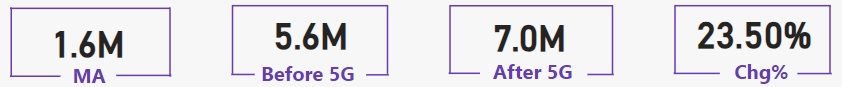 1.6M
MA
5.6M
Before 5G
7.0M
After 5G
23.50%
Chg%